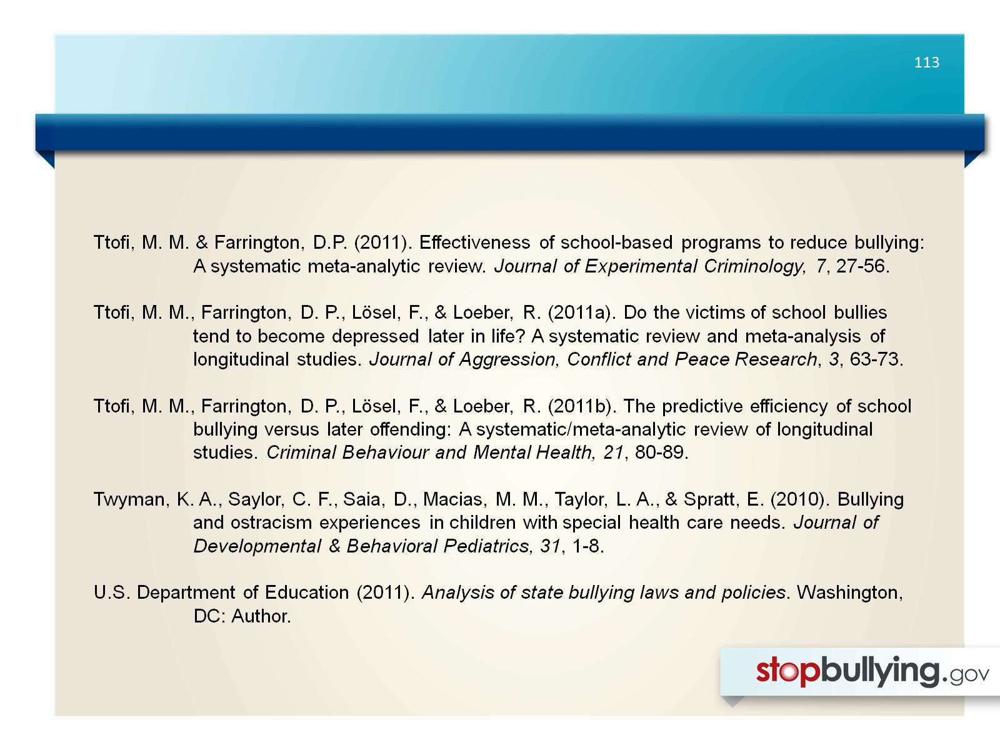 113
Ttofi, M. M. & Farrington, D.P. (2011). Effectiveness of school-based programs to reduce bullying:
A systematic meta-analytic review. Journal of Experimental Criminology, 7, 27-56.
Ttofi, M. M., Farrington, D. P., Lösel, F., & Loeber, R. (2011a). Do the victims of school bullies
tend to become depressed later in life? A systematic review and meta-analysis of
longitudinal studies. Journal of Aggression, Conflict and Peace Research, 3, 63-73.
Ttofi, M. M., Farrington, D. P., Lösel, F., & Loeber, R. (2011b). The predictive efficiency of school
bullying versus later offending: A systematic/meta-analytic review of longitudinal
studies. Criminal Behaviour and Mental Health, 21, 80-89.
Twyman, K. A., Saylor, C. F., Saia, D., Macias, M. M., Taylor, L. A., & Spratt, E. (2010). Bullying
and ostracism experiences in children with special health care needs. Journal of
Developmental & Behavioral Pediatrics, 31, 1-8.
U.S. Department of Education (2011). Analysis of state bullying laws and policies. Washington,
DC: Author.
stopbullying.gov